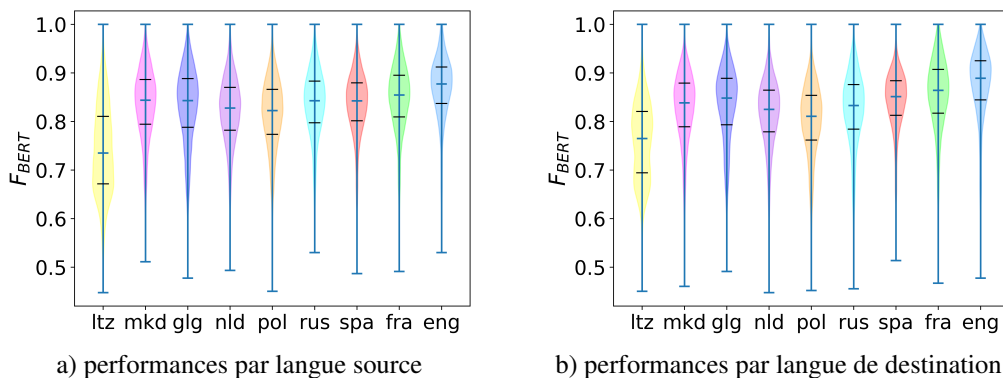 1.0
0.9
0.8
0.7
0.6
0.5
F_BERT
ltz mkd glg nld pol rus spa fra eng
a) performances par langue source
1.0
0.9
0.8
0.7
0.6
0.5
F_BERT
ltz mkd glg nld pol rus spa fra eng
b) performances par langue de destination